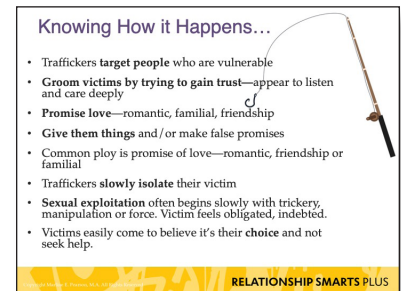 Knowing How it Happens…
• Traffickers target people who are vulnerable
• Groom victims by trying to gain trust—appear to listen
and care deeply
• Promise love—romantic, familial, friendship
• Give them things and/or make false promises
• Common ploy is promise of love—romantic, friendship or
familial
• Traffickers slowly isolate their victim
• Sexual exploitation often begins slowly with trickery,
manipulation or force. Victim feels obligated, indebted.
• Victims easily come to believe it's their choice and not
seek help.
RELATIONSHIP SMARTS PLUS